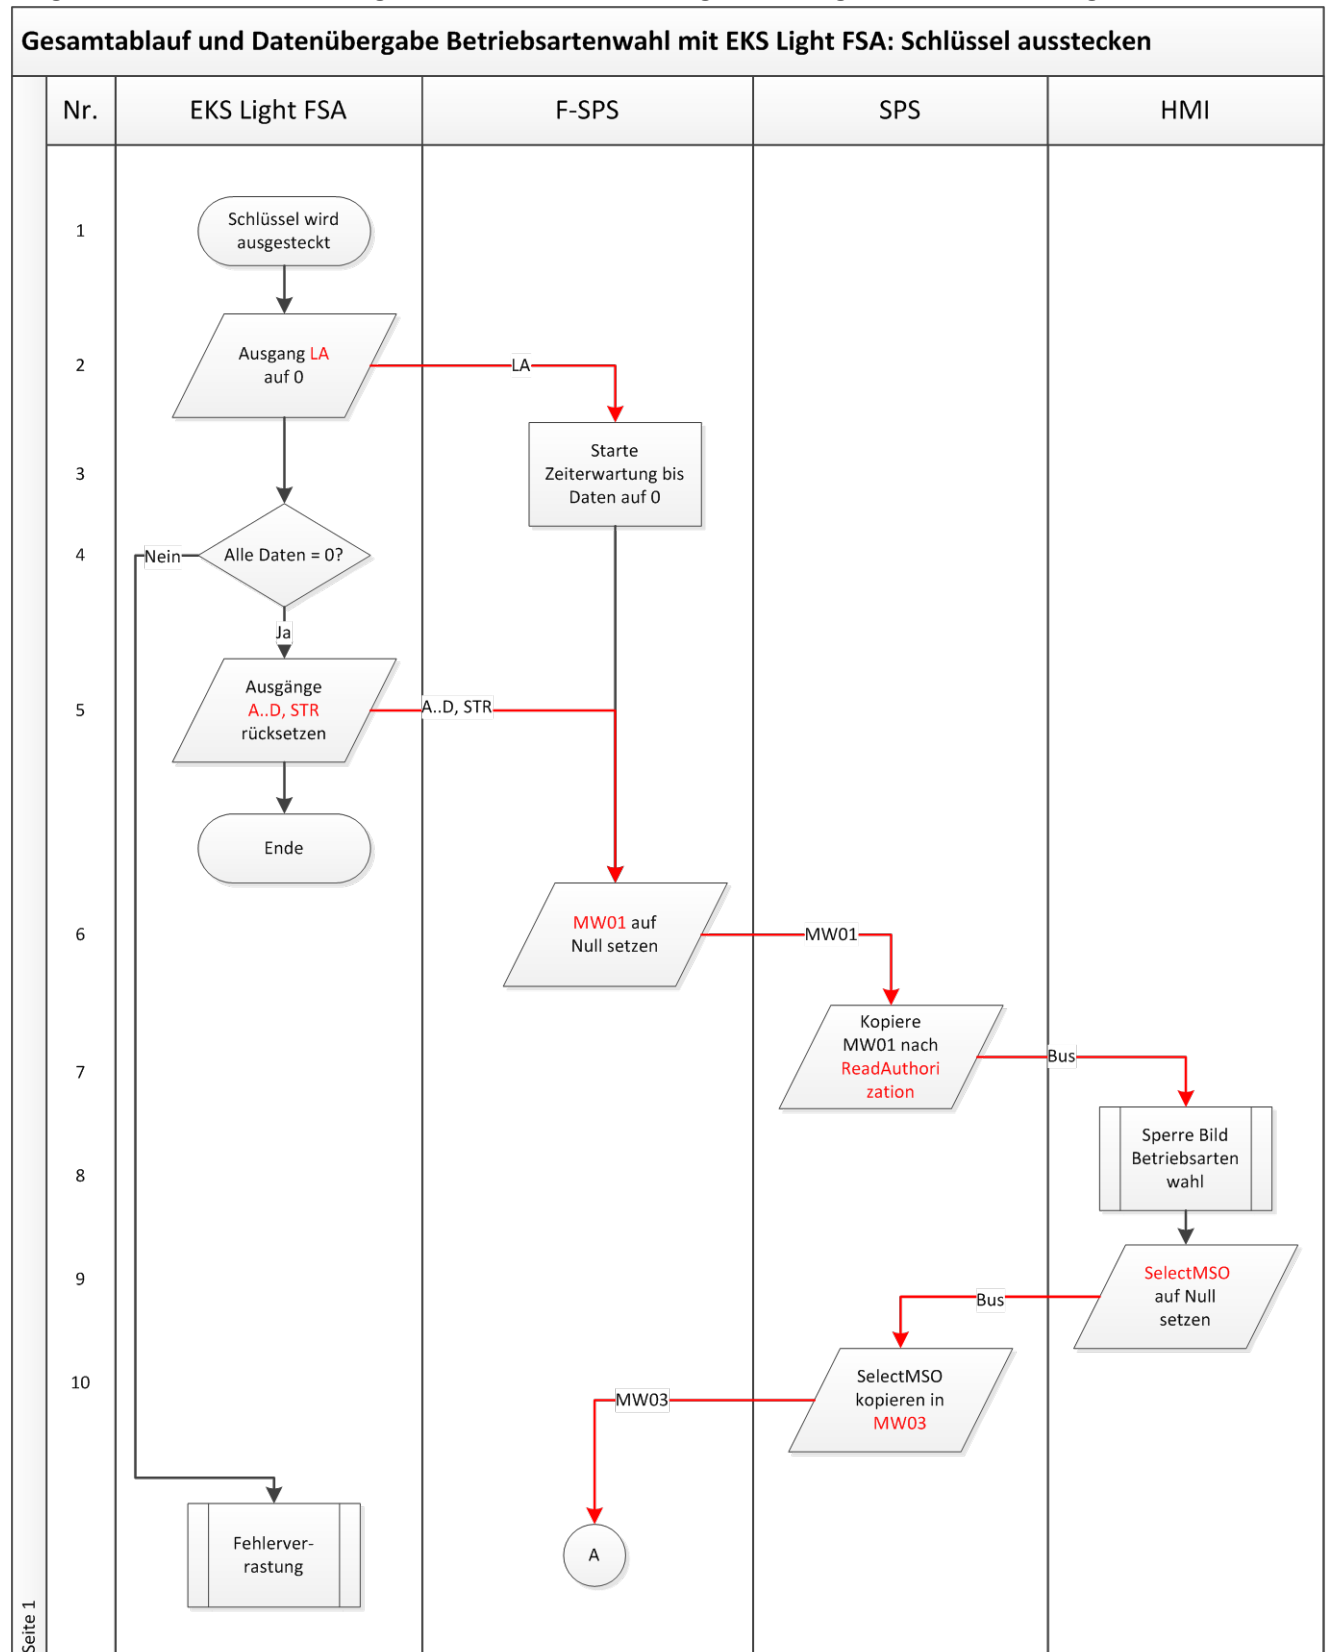 Gesamtablauf und Datenübergabe Betriebsartenwahl mit EKS Light FSA: Schlüssel ausstecken
Nr.
EKS Light FSA
F-SPS
SPS
HMI
1
Schlüssel wird
ausgesteckt
2
Ausgang LA
auf 0
LA
3
Starte
Zeiterwartung bis
Daten auf 0
4
Nein
Alle Daten = 0?
Ja
5
Ausgänge
A..D, STR
rücksetzen
A..D, STR
Ende
6
MW01 auf
Null setzen
MW01
7
Kopiere
MW01 nach
ReadAuthori
zation
Bus
8
Sperre Bild
Betriebsarten
wahl
9
SelectMSO
auf Null
setzen
Bus
10
SelectMSO
kopieren in
MW03
MW03
Fehlerver-
rastung
A
Seite 1